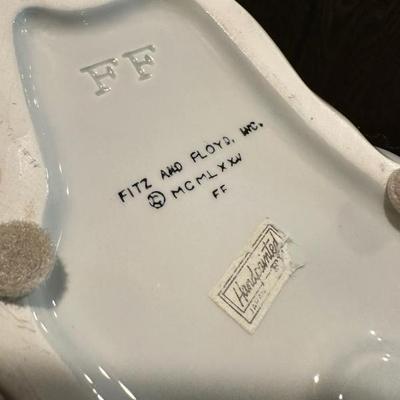 FF
FITZ AND FLOYD, INC.
© MCMLXXV
FF
Handpainted